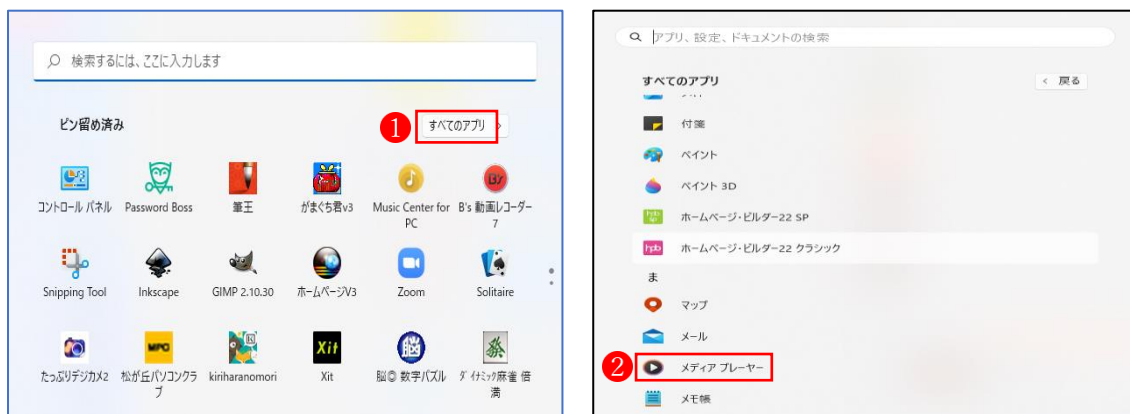 検索するには、ここに入力します
ピン留め済み
1
すべてのアプリ >
コントロール パネル
Password Boss
筆王
がまぐち君v3
Music Center for
PC
B's 動画レコーダー
7
Snipping Tool
Inkscape
GIMP 2.10.30
ホームページV3
Zoom
Solitaire
たっぷりデジカメ2
松が丘パソコンクラ
ブ
kiriharanomori
Xit
脳◎ 数字パズル
ダイナミック麻雀 倍
満
アプリ、設定、ドキュメントの検索
すべてのアプリ
< 戻る
付箋
ペイント
ペイント 3D
ホームページ・ビルダー22 SP
ホームページ・ビルダー22 クラシック
ま
マップ
メール
2
メディア プレーヤー
メモ帳